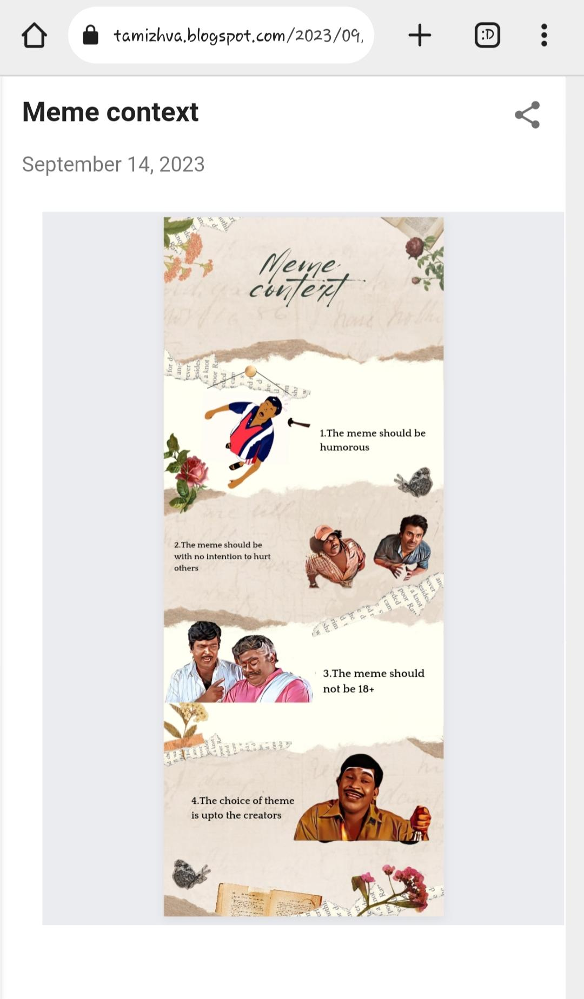 tamizhva.blogspot.com/2023/09
:D
Meme context
September 14, 2023
Meme
context
1.The meme should be
humorous
2.The meme should be
with no intention to hurt
others
3.The meme should
not be 18+
4.The choice of theme
is upto the creators